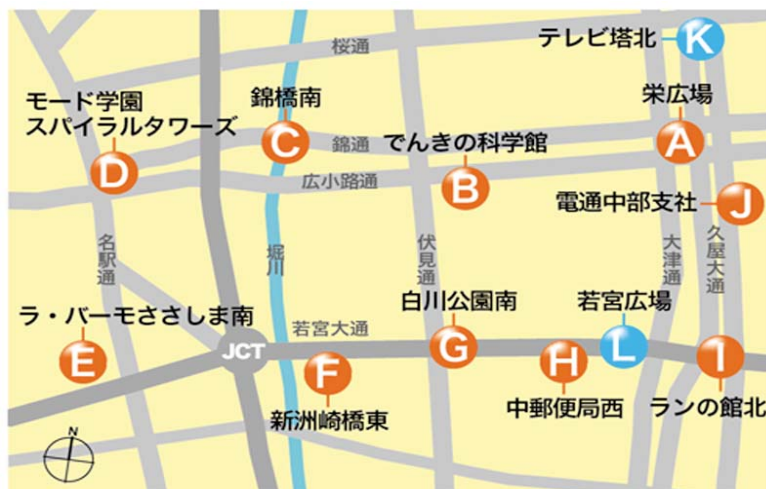 テレビ塔北
K
桜通
モード学園
スパイラルタワーズ
錦橋南
栄広場
D
C
錦通
でんきの科学館
A
広小路通
B
電通中部支社
J
名駅通
堀川
伏見通
大津通
久屋大通
ラ・バーモささしま南
若宮大通
白川公園南
若宮広場
E
JCT
F
G
H
L
I
新洲崎橋東
中郵便局西
ランの館北
N